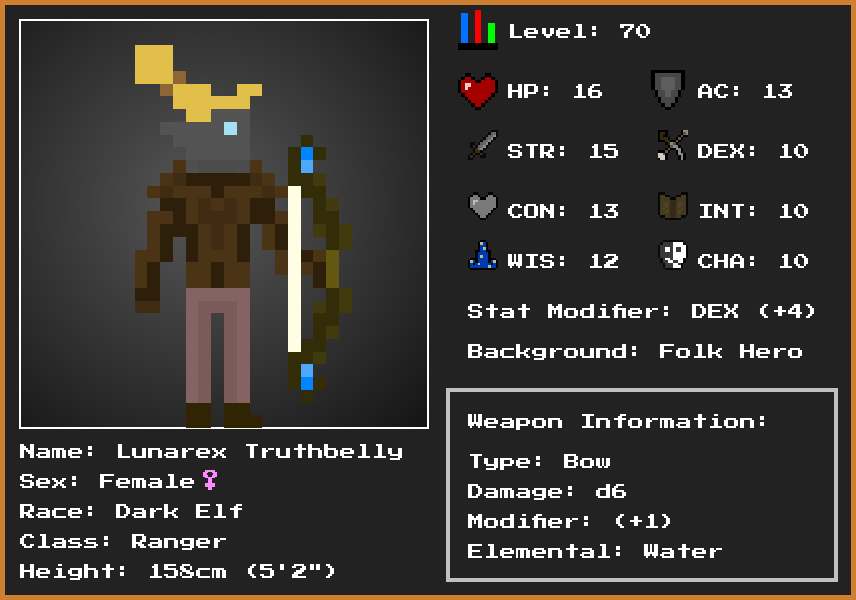 Level: 70
HP: 16
AC: 13
STR: 15
DEX: 10
CON: 13
INT: 10
WIS: 12
CHA: 10
Stat Modifier: DEX (+4)
Background: Folk Hero
Weapon Information:
Type: Bow
Damage: d6
Modifier: (+1)
Elemental: Water
Name: Lunarex Truthbelly
Sex: Female♀
Race: Dark Elf
Class: Ranger
Height: 158cm (5'2")